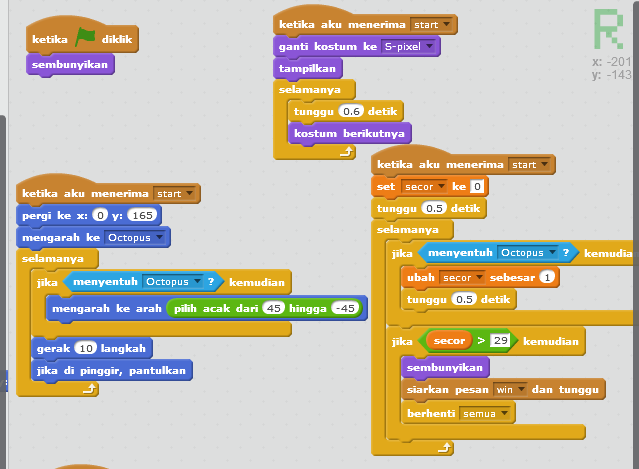 ketika diklik
sembunyikan
ketika aku menerima start
ganti kostum ke S-pixel
tampilkan
selamanya
tunggu 0.6 detik
kostum berikutnya
R
x: -201
y: -143
ketika aku menerima start
pergi ke x: 0 y: 165
mengarah ke Octopus
selamanya
jika menyentuh Octopus ? kemudian
mengarah ke arah pilih acak dari 45 hingga -45
gerak 10 langkah
jika di pinggir, pantulkan
ketika aku menerima start
set secor ke 0
tunggu 0.5 detik
selamanya
jika menyentuh Octopus ? kemudia
ubah secor sebesar 1
tunggu 0.5 detik
jika secor > 29 kemudian
sembunyikan
siarkan pesan win dan tunggu
berhenti semua